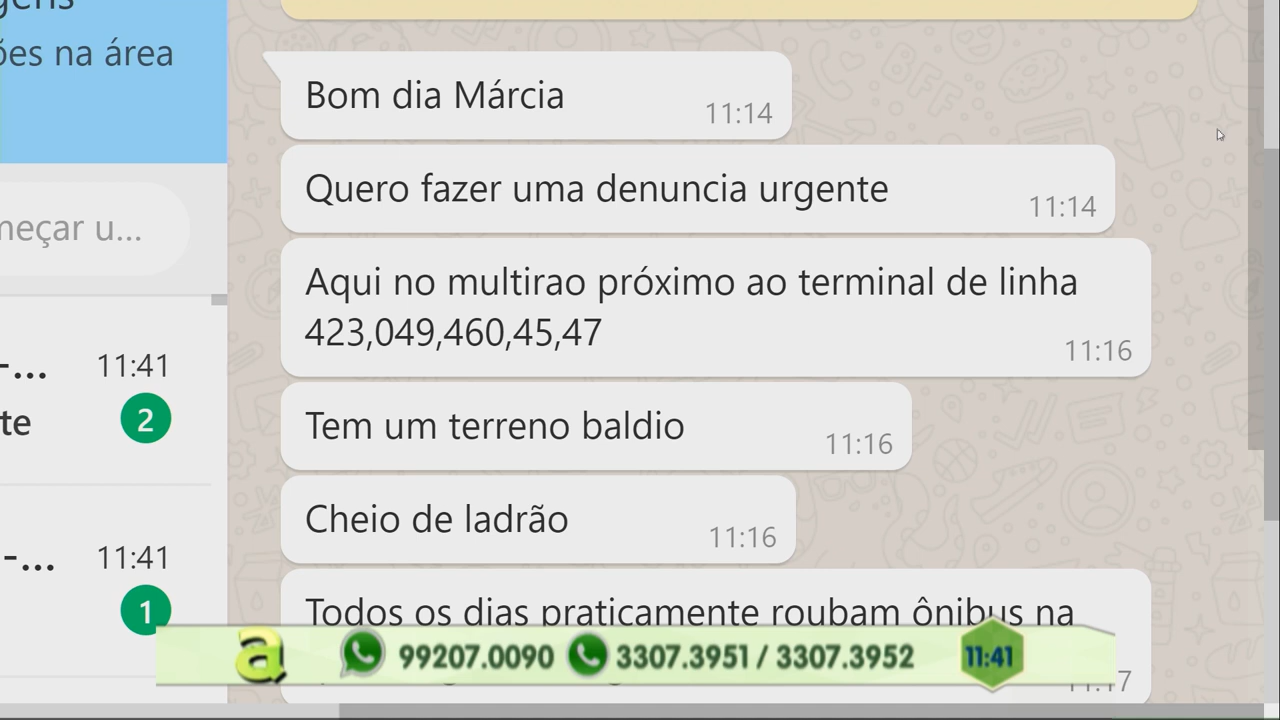 ões na área
meçar u...
-... 11:41
te 2
-... 11:41
1
Bom dia Márcia
11:14
Quero fazer uma denuncia urgente
11:14
Aqui no multirao próximo ao terminal de linha
423,049,460,45,47
11:16
Tem um terreno baldio
11:16
Cheio de ladrão
11:16
Todos os dias praticamente roubam ônibus na
a 99207.0090 3307.3951 / 3307.3952 11:41